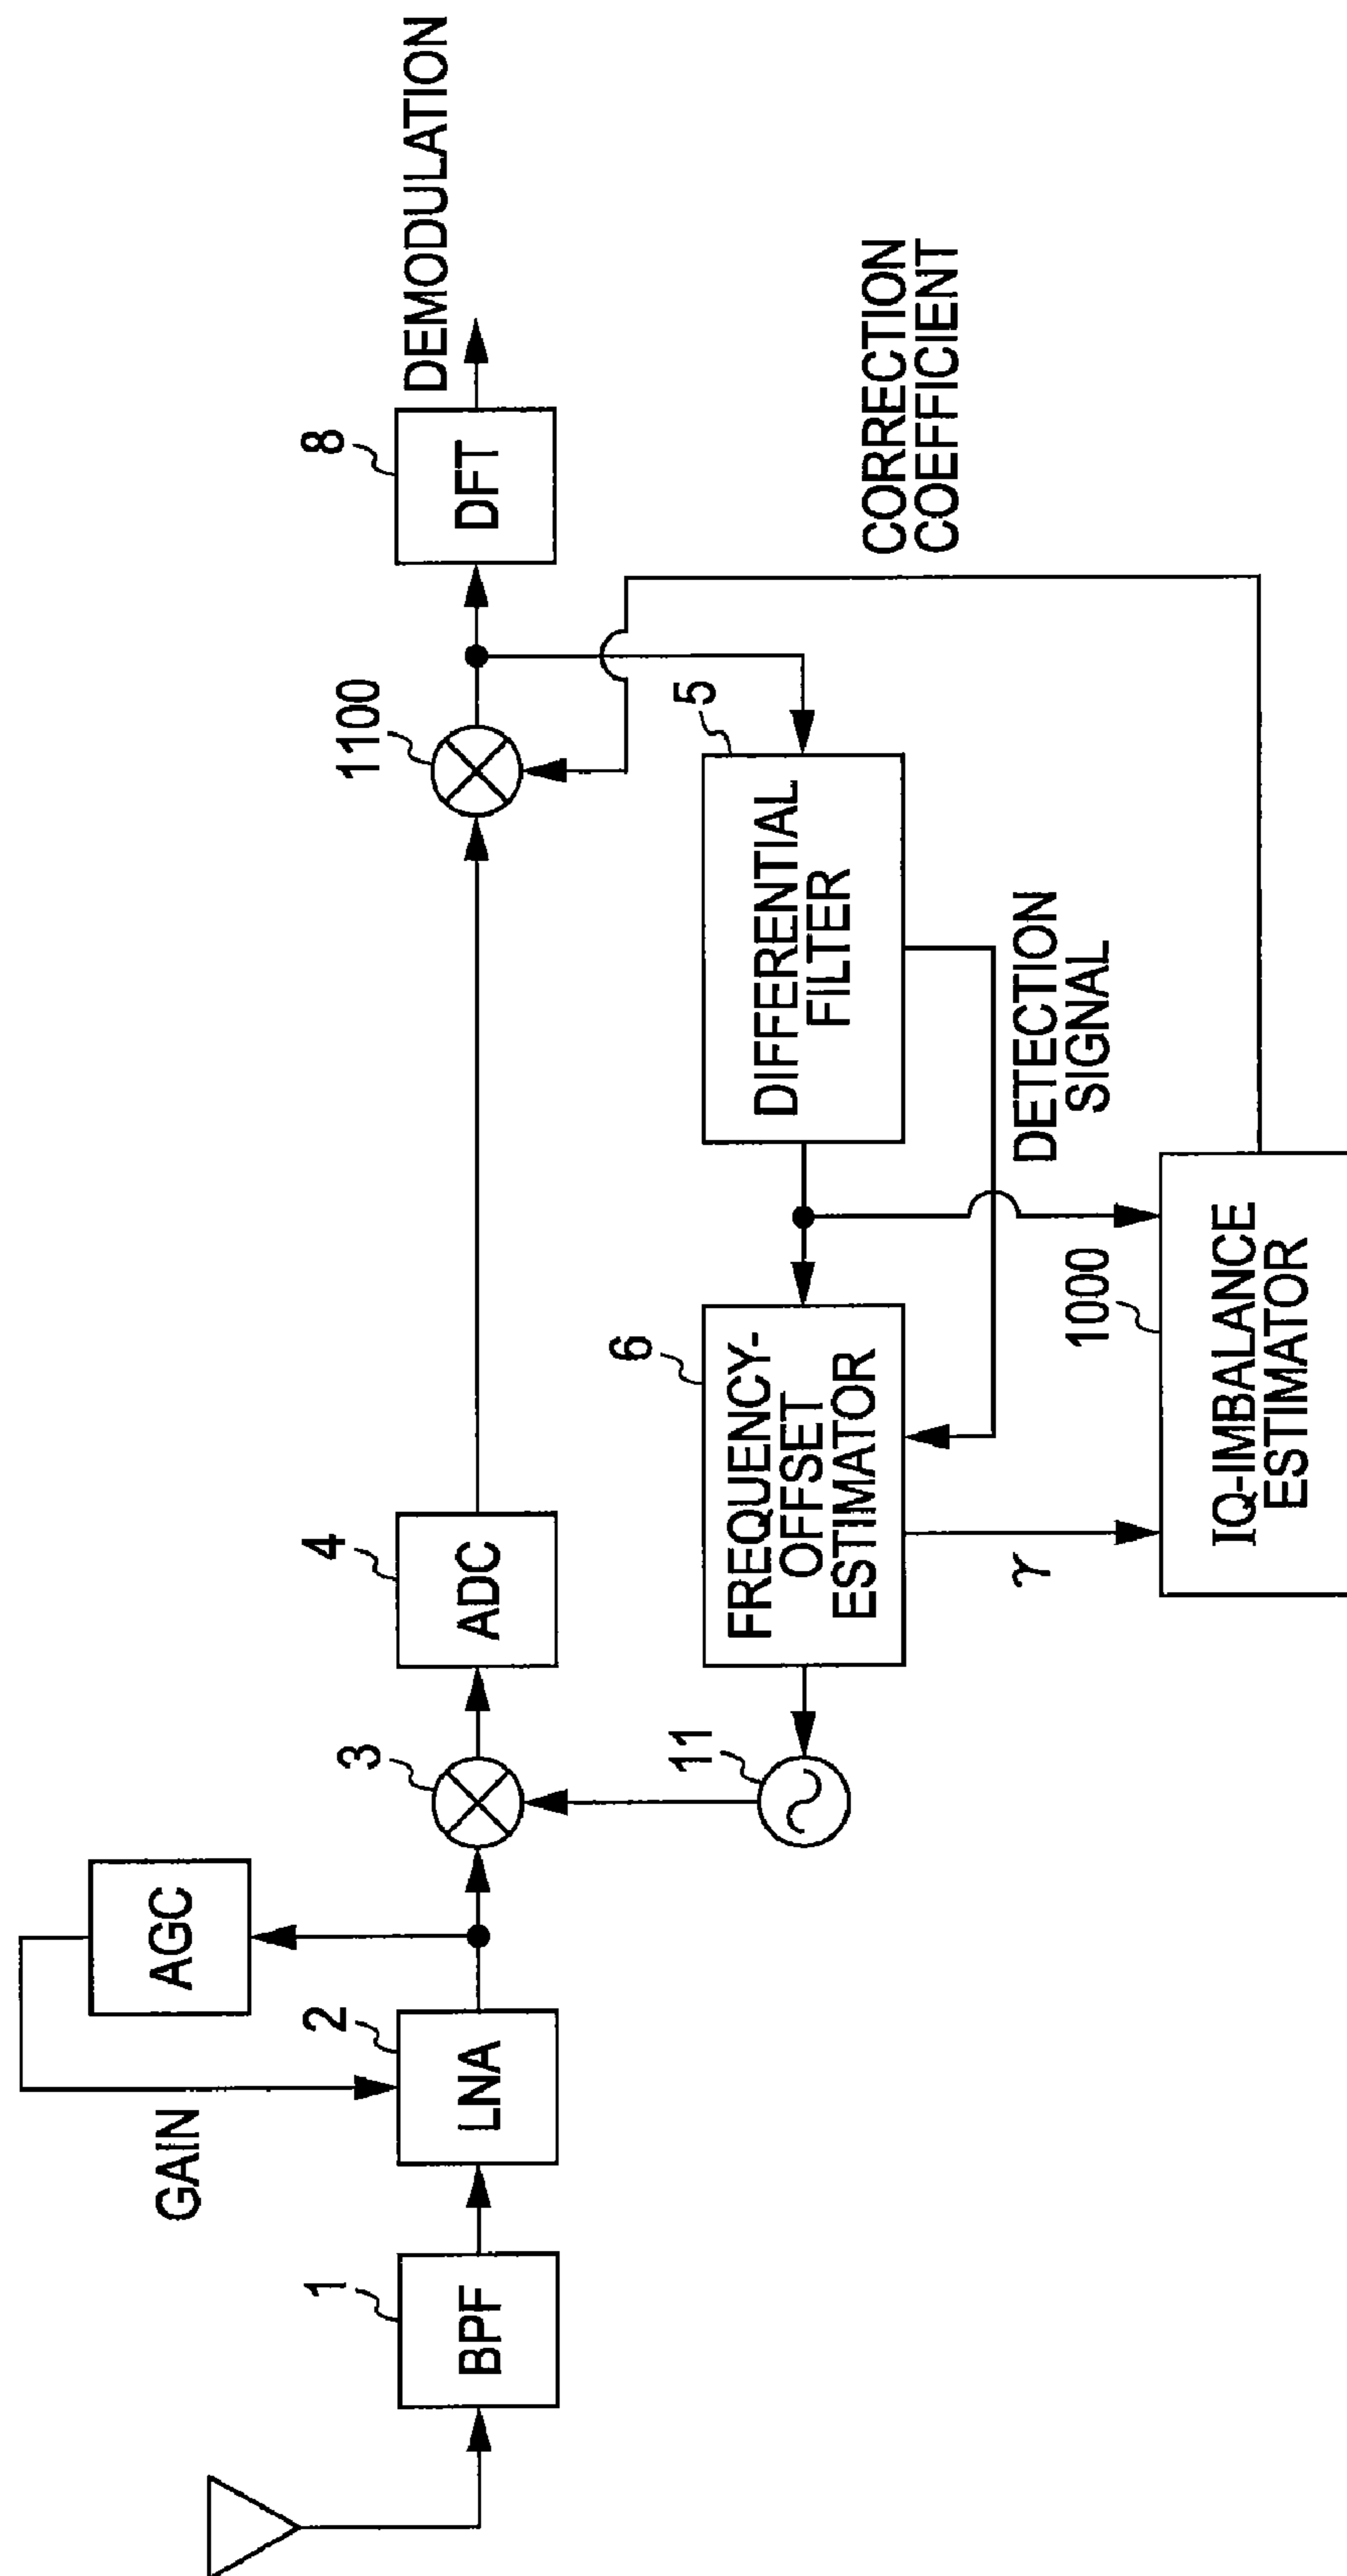 GAIN
AGC
1
BPF
2
LNA
3
4
ADC
11
6
FREQUENCY-
OFFSET
ESTIMATOR
γ
5
DIFFERENTIAL
FILTER
DETECTION
SIGNAL
1000
IQ-IMBALANCE
ESTIMATOR
1100
8
DFT
DEMODULATION
CORRECTION
COEFFICIENT